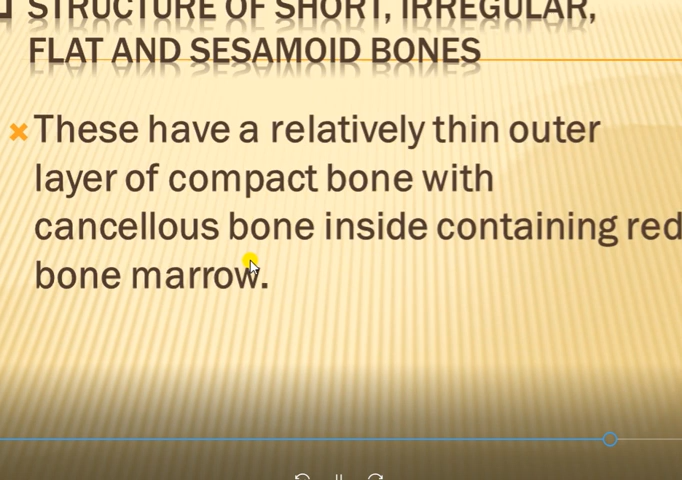 STRUCTURE OF SHORT, IRREGULAR,
FLAT AND SESAMOID BONES
These have a relatively thin outer
layer of compact bone with
cancellous bone inside containing red
bone marrow.